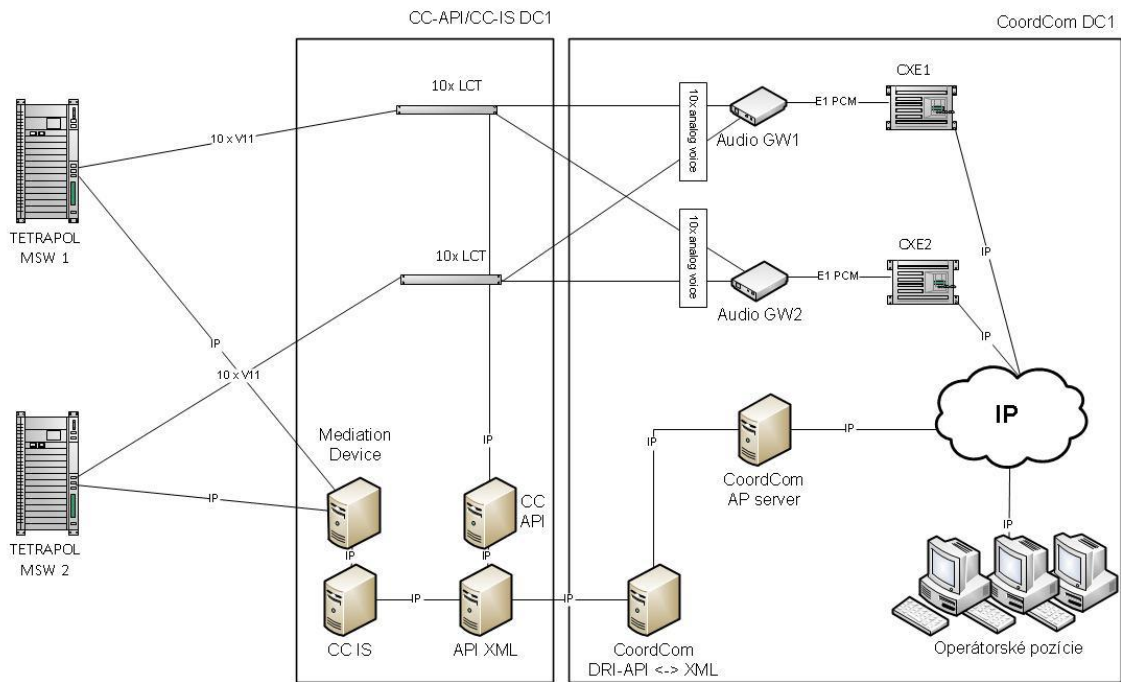 CC-API/CC-IS DC1
CoordCom DC1
10x LCT
CXE1
10 x V11
10x analog voice
E1 PCM
Audio GW1
TETRAPOL
MSW 1
10x LCT
10x analog voice
CXE2
E1 PCM
Audio GW2
IP
IP
IP
10 x V11
IP
Mediation
Device
IP
IP
IP
CoordCom
AP server
IP
CC
API
IP
TETRAPOL
MSW 2
IP
IP
IP
IP
IP
CC IS
API XML
CoordCom
DRI-API <-> XML
Operátorské pozície